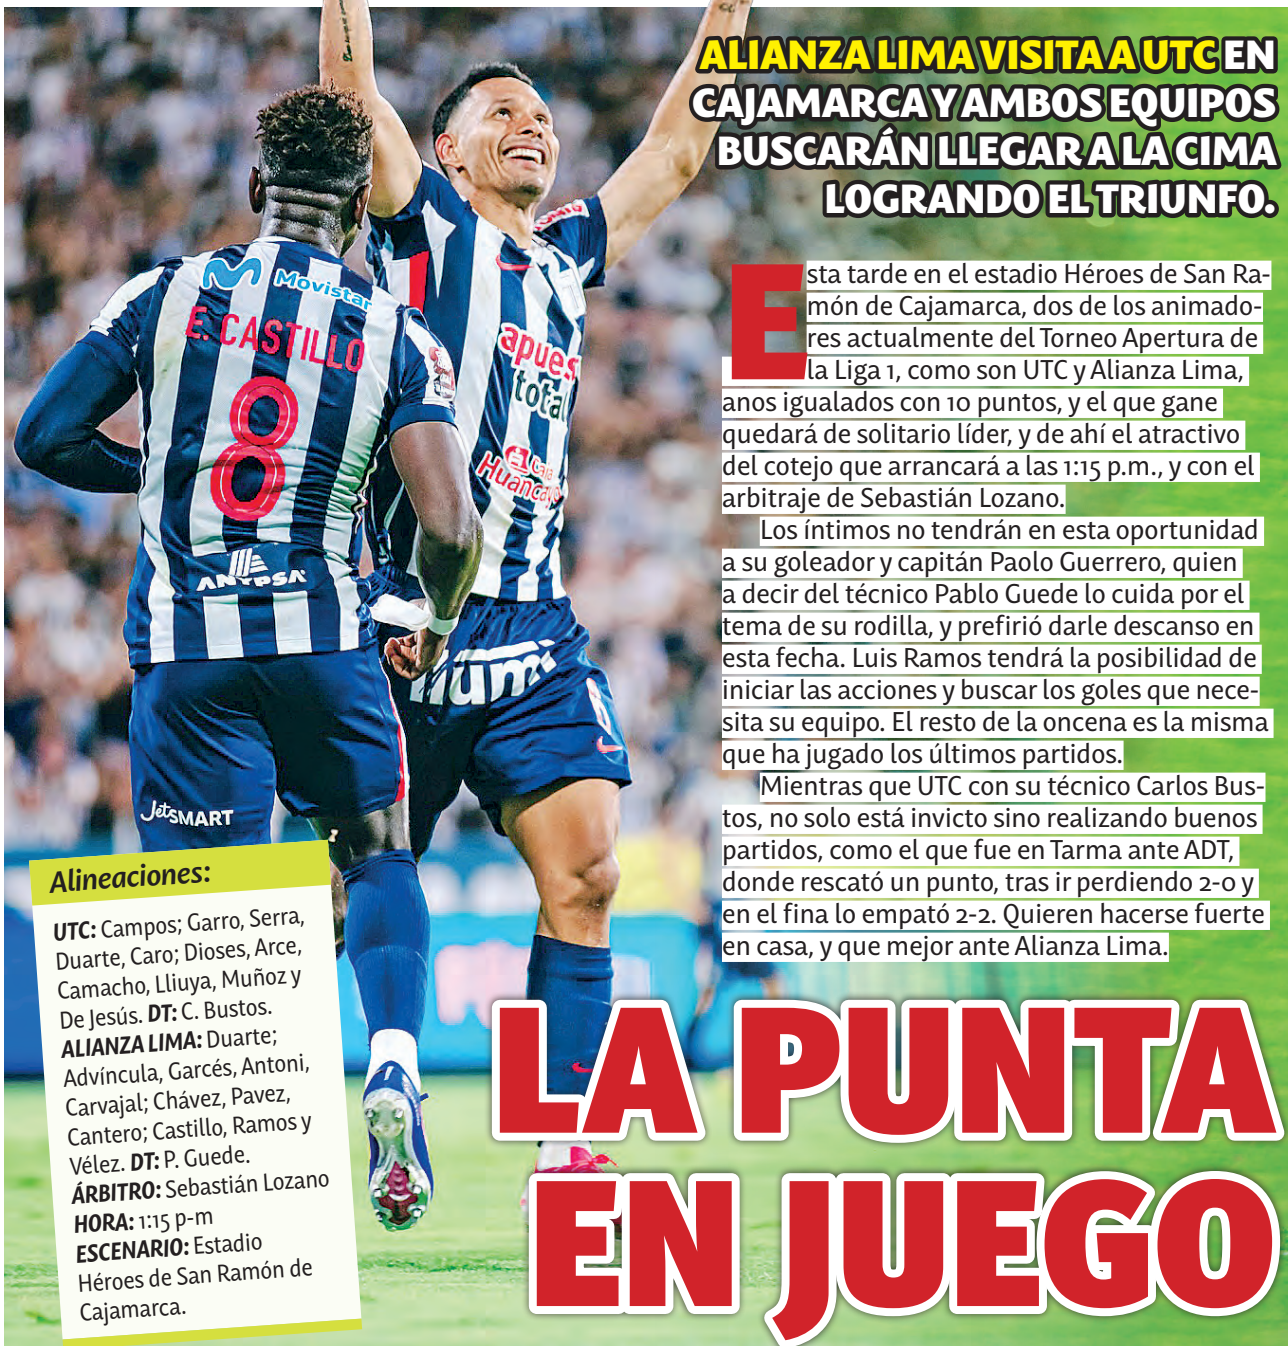 ALIANZA LIMA VISITA A UTC EN
CAJAMARCA Y AMBOS EQUIPOS
BUSCARÁN LLEGAR A LA CIMA
LOGRANDO EL TRIUNFO.
Esta tarde en el estadio Héroes de San Ra-
món de Cajamarca, dos de los animado-
res actualmente del Torneo Apertura de
la Liga 1, como son UTC y Alianza Lima,
anos igualados con 10 puntos, y el que gane
quedará de solitario líder, y de ahí el atractivo
del cotejo que arrancará a las 1:15 p.m., y con el
arbitraje de Sebastián Lozano.
Los íntimos no tendrán en esta oportunidad
a su goleador y capitán Paolo Guerrero, quien
a decir del técnico Pablo Guede lo cuida por el
tema de su rodilla, y prefirió darle descanso en
esta fecha. Luis Ramos tendrá la posibilidad de
iniciar las acciones y buscar los goles que nece-
sita su equipo. El resto de la oncena es la misma
que ha jugado los últimos partidos.
Mientras que UTC con su técnico Carlos Bus-
tos, no solo está invicto sino realizando buenos
partidos, como el que fue en Tarma ante ADT,
donde rescató un punto, tras ir perdiendo 2-0 y
en el fina lo empató 2-2. Quieren hacerse fuerte
en casa, y que mejor ante Alianza Lima.
LA PUNTA
EN JUEGO
Alineaciones:
UTC: Campos; Garro, Serra,
Duarte, Caro; Dioses, Arce,
Camacho, Lliuya, Muñoz y
De Jesús. DT: C. Bustos.
ALIANZA LIMA: Duarte;
Advíncula, Garcés, Antoni,
Carvajal; Chávez, Pavez,
Cantero; Castillo, Ramos y
Vélez. DT: P. Guede.
ÁRBITRO: Sebastián Lozano
HORA: 1:15 p-m
ESCENARIO: Estadio
Héroes de San Ramón de
Cajamarca.
Movistar
E. CASTILLO
8
ANYPSA
JetSMART
apues
total
Caja
Huancayo
6